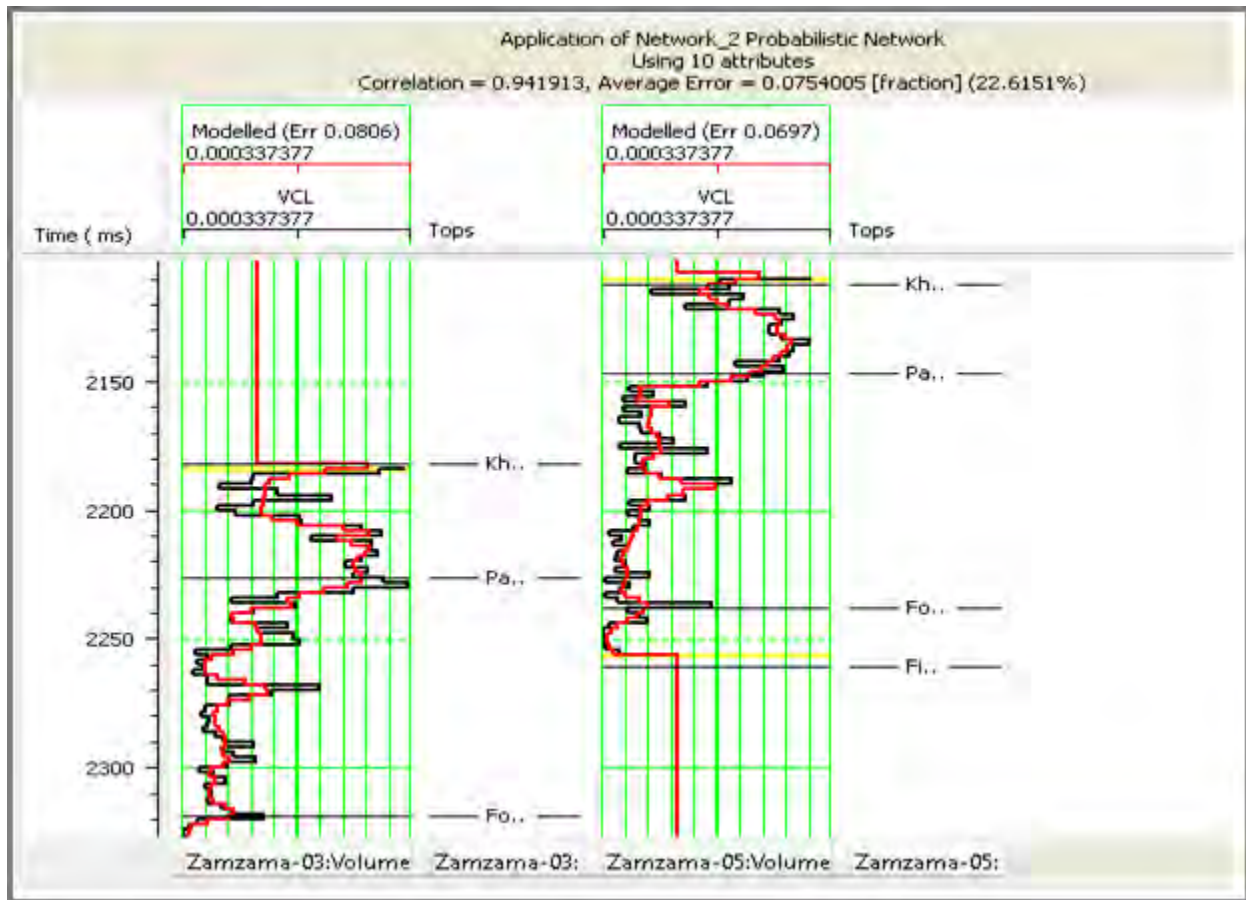 Application of Network_2 Probabilistic Network
Using 10 attributes
Correlation = 0.941913, Average Error = 0.0754005 [fraction] (22.6151%)
Modelled (Err 0.0806)
0.000337377
VCL
0.000337377
Modelled (Err 0.0697)
0.000337377
VCL
0.000337377
Time ( ms)
Tops
Tops
2150
2200
2250
2300
Kh..
Pa..
Fo..
Kh..
Pa..
Fo..
Fi..
Zamzama-03:Volume
Zamzama-03:
Zamzama-05:Volume
Zamzama-05: